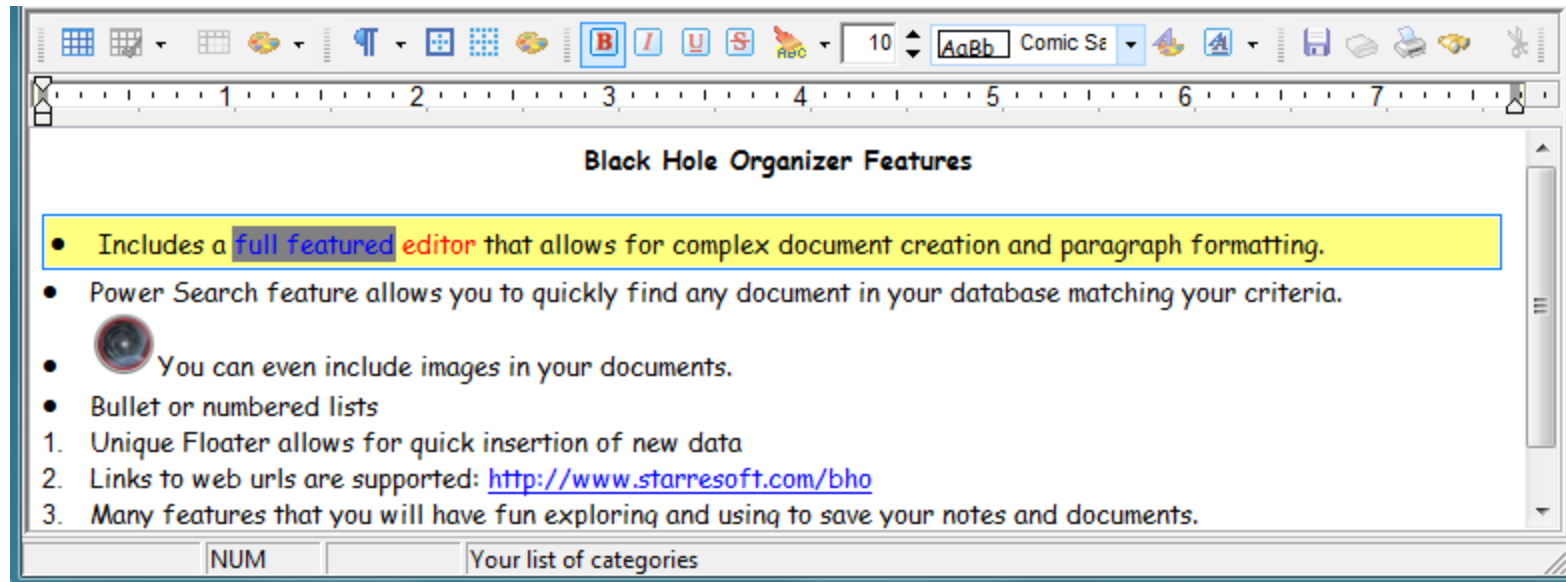 B I U S ABC 10 AaBb Comic Sa A
1 2 3 4 5 6 7
Black Hole Organizer Features
• Includes a full featured editor that allows for complex document creation and paragraph formatting.
• Power Search feature allows you to quickly find any document in your database matching your criteria.
• You can even include images in your documents.
• Bullet or numbered lists
1. Unique Floater allows for quick insertion of new data
2. Links to web urls are supported: http://www.starresoft.com/bho
3. Many features that you will have fun exploring and using to save your notes and documents.
NUM Your list of categories